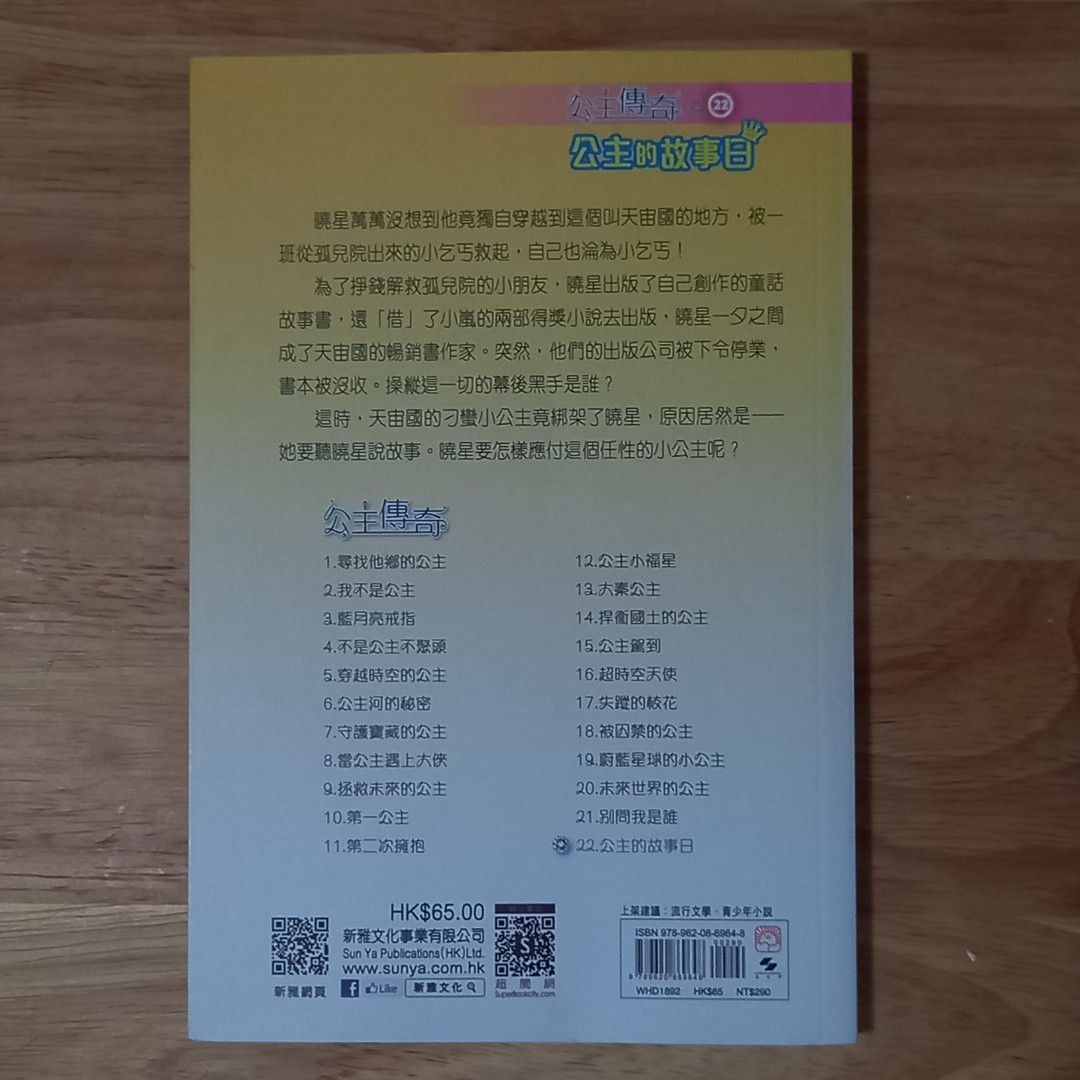 公主傳奇 22
公主的故事日
曉星萬萬沒想到他竟獨自穿越到這個叫天宙國的地方，被一
班從孤兒院出來的小乞丐救起，自己也淪為小乞丐！
為了掙錢解救孤兒院的小朋友，曉星出版了自己創作的童話
故事書，還「借」了小嵐的兩部得獎小說去出版，曉星一夕之間
成了天宙國的暢銷書作家。突然，他們的出版公司被下令停業，
書本被沒收。操縱這一切的幕後黑手是誰？
這時，天宙國的刁蠻小公主竟綁架了曉星，原因居然是——
她要聽曉星說故事。曉星要怎樣應付這個任性的小公主呢？
公主傳奇
1.尋找他鄉的公主
2.我不是公主
3.藍月亮戒指
4.不是公主不聚頭
5.穿越時空的公主
6.公主河的秘密
7.守護寶藏的公主
8.當公主遇上大俠
9.拯救未來的公主
10.第一公主
11.第二次擁抱
12.公主小福星
13.大秦公主
14.捍衞國土的公主
15.公主駕到
16.超時空天使
17.失蹤的校花
18.被囚禁的公主
19.蔚藍星球的小公主
20.未來世界的公主
21.別問我是誰
22.公主的故事日
HK$65.00
新雅文化事業有限公司
Sun Ya Publications(HK)Ltd.
www.sunya.com.hk
新雅網頁
f Like 新雅文化
超閱網
SuperBookcity.com
上架建議：流行文學·青少年小說
ISBN 978-962-08-6964-8
00290
9 789620 869648
WHD1892 HK$65 NT$290